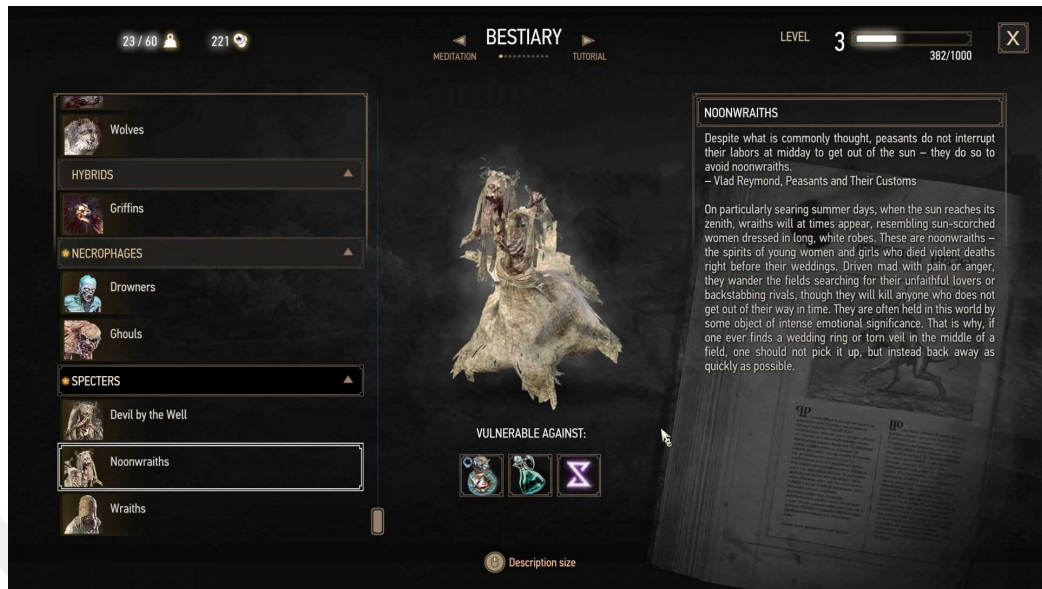 23 / 60
221
BESTIARY
MEDITATION
TUTORIAL
LEVEL 3
382/1000
X
Wolves
HYBRIDS
Griffins
NECROPHAGES
Drowners
Ghouls
SPECTERS
Devil by the Well
Noonwraiths
Wraiths
VULNERABLE AGAINST:
Description size
NOONWRAITHS
Despite what is commonly thought, peasants do not interrupt
their labors at midday to get out of the sun – they do so to
avoid noonwraiths.
– Vlad Reymond, Peasants and Their Customs
On particularly searing summer days, when the sun reaches its
zenith, wraiths will at times appear, resembling sun-scorched
women dressed in long, white robes. These are noonwraiths –
the spirits of young women and girls who died violent deaths
right before their weddings. Driven mad with pain or anger,
they wander the fields searching for their unfaithful lovers or
backstabbing rivals, though they will kill anyone who does not
get out of their way in time. They are often held in this world by
some object of intense emotional significance. That is why, if
one ever finds a wedding ring or torn veil in the middle of a
field, one should not pick it up, but instead back away as
quickly as possible.